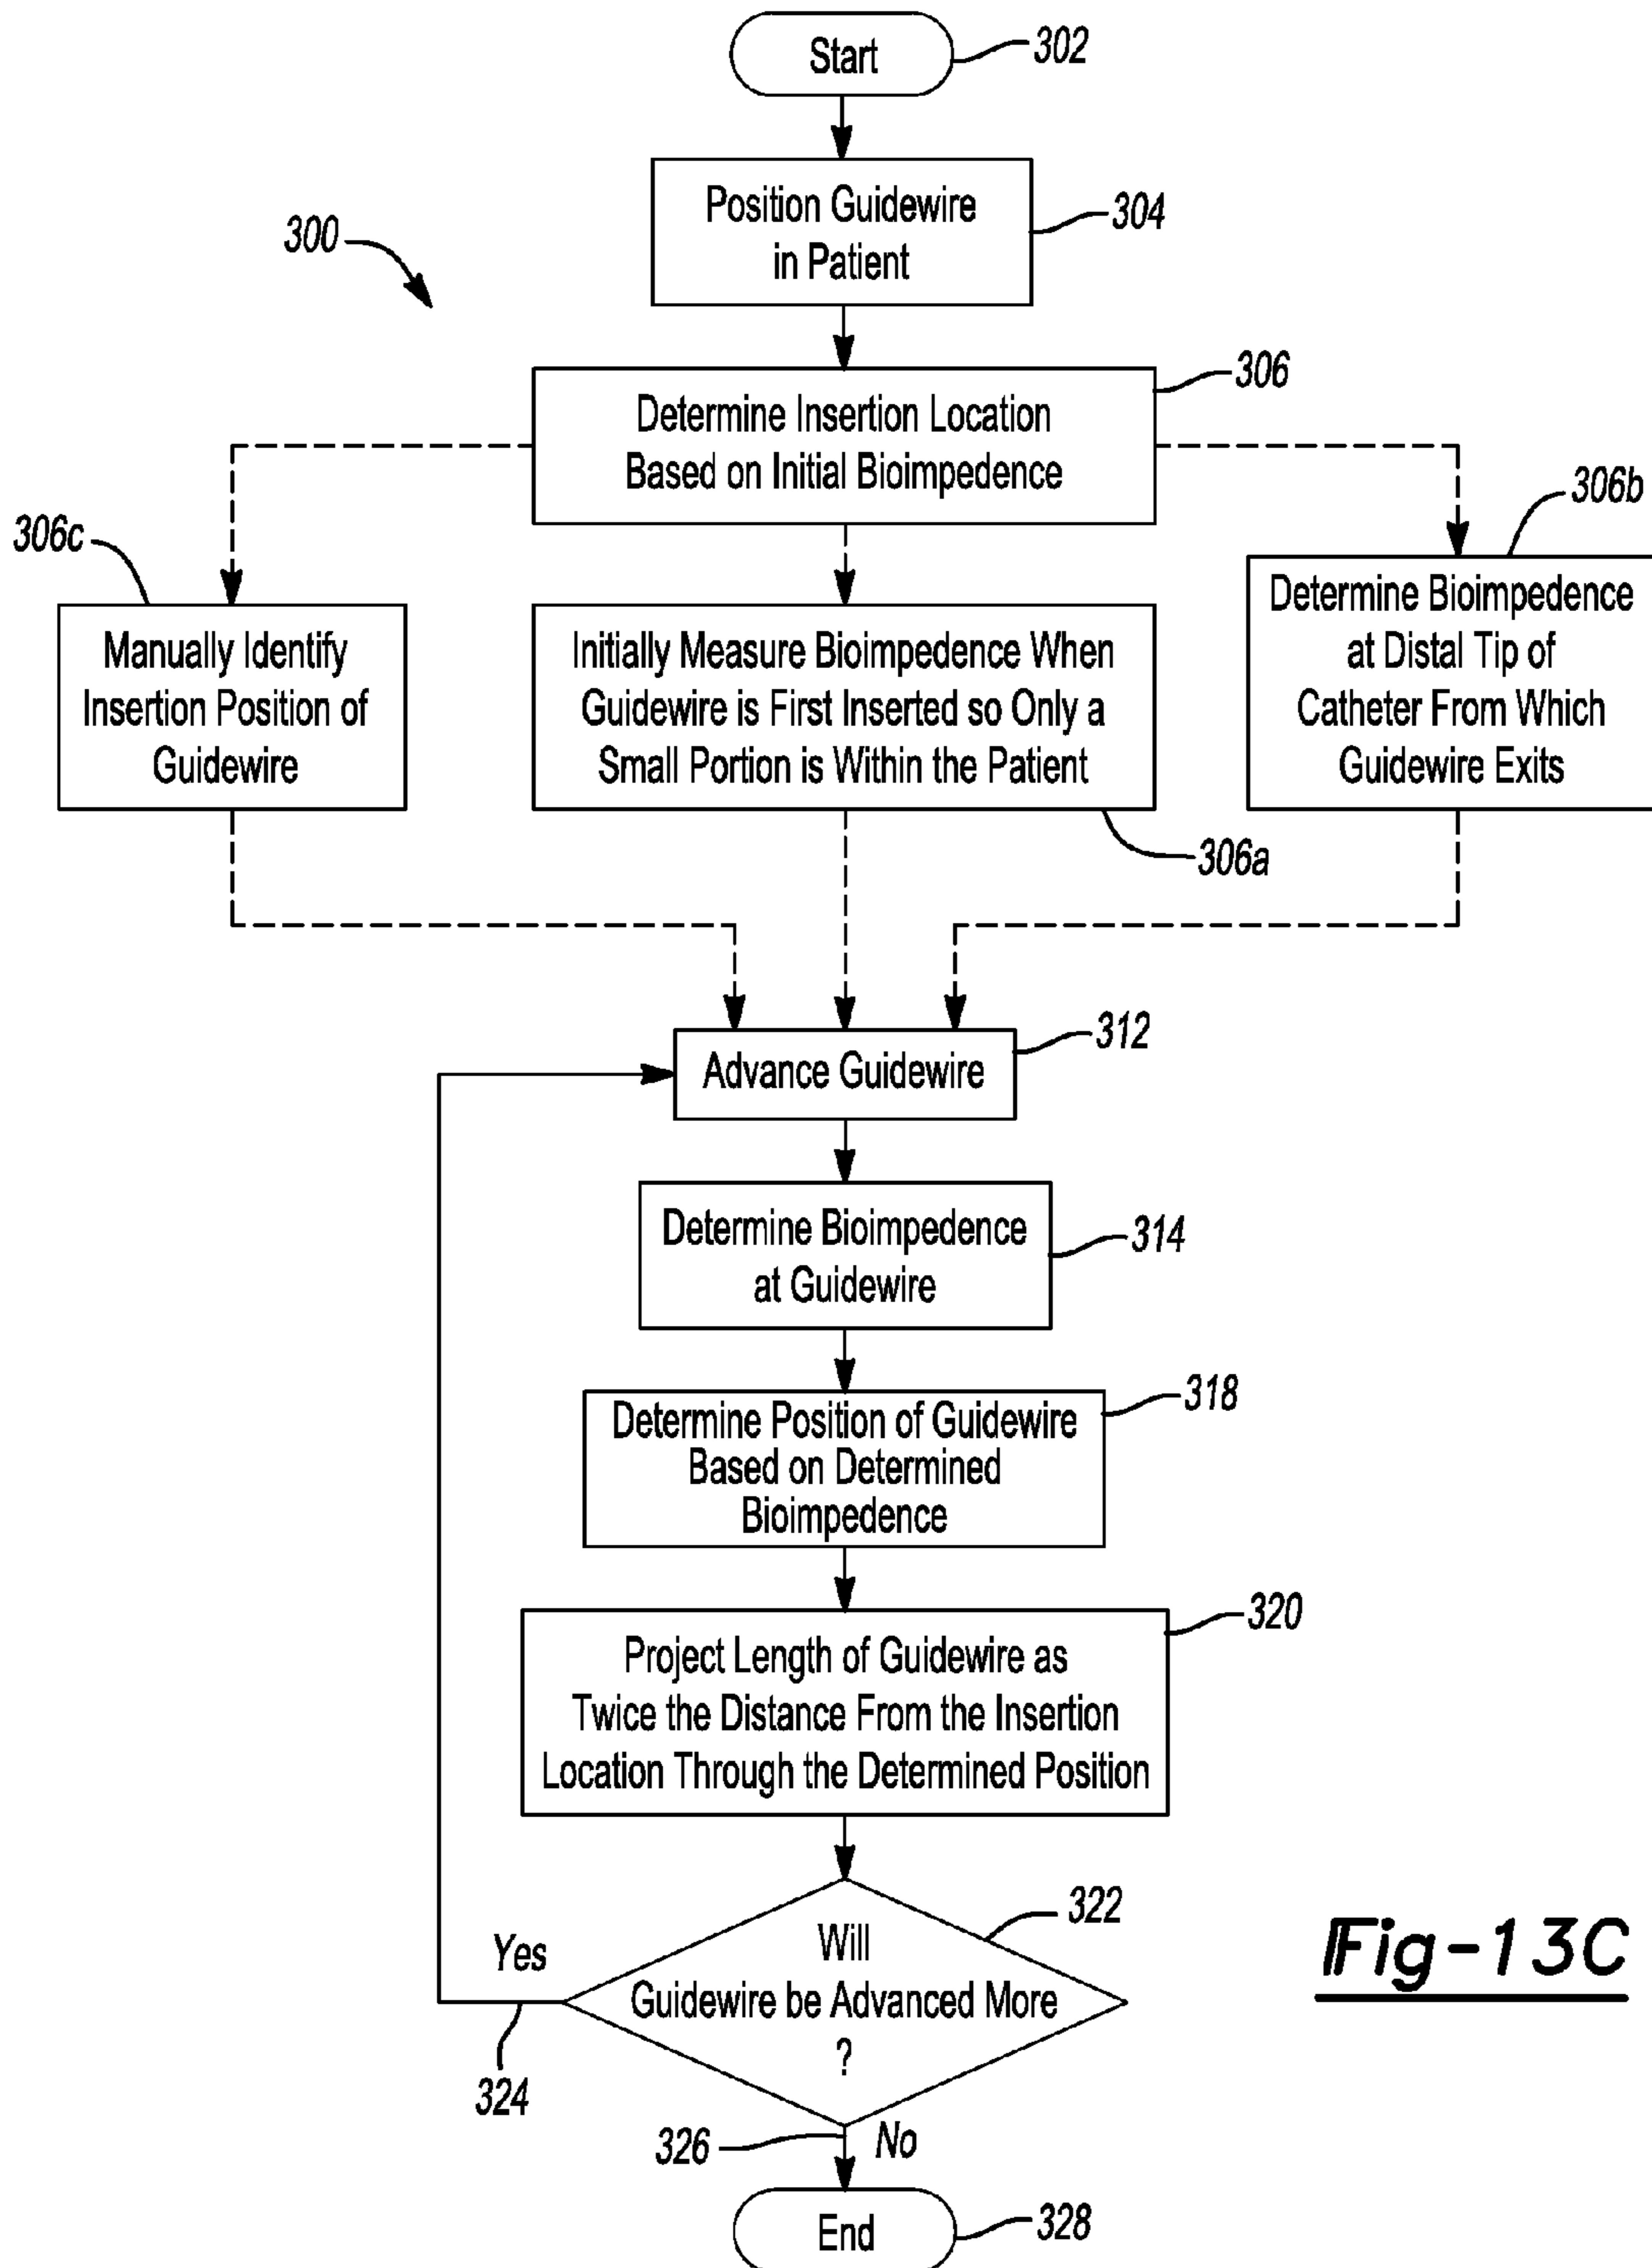 Start
302
Position Guidewire
in Patient
304
300
Determine Insertion Location
Based on Initial Bioimpedence
306
306c
306b
Manually Identify
Insertion Position of
Guidewire
Initially Measure Bioimpedence When
Guidewire is First Inserted so Only a
Small Portion is Within the Patient
306a
Determine Bioimpedence
at Distal Tip of
Catheter From Which
Guidewire Exits
Advance Guidewire
312
Determine Bioimpedence
at Guidewire
314
Determine Position of Guidewire
Based on Determined
Bioimpedence
318
Project Length of Guidewire as
Twice the Distance From the Insertion
Location Through the Determined Position
320
Will
Guidewire be Advanced More
?
322
Yes
324
326
No
End
328
Fig-13C